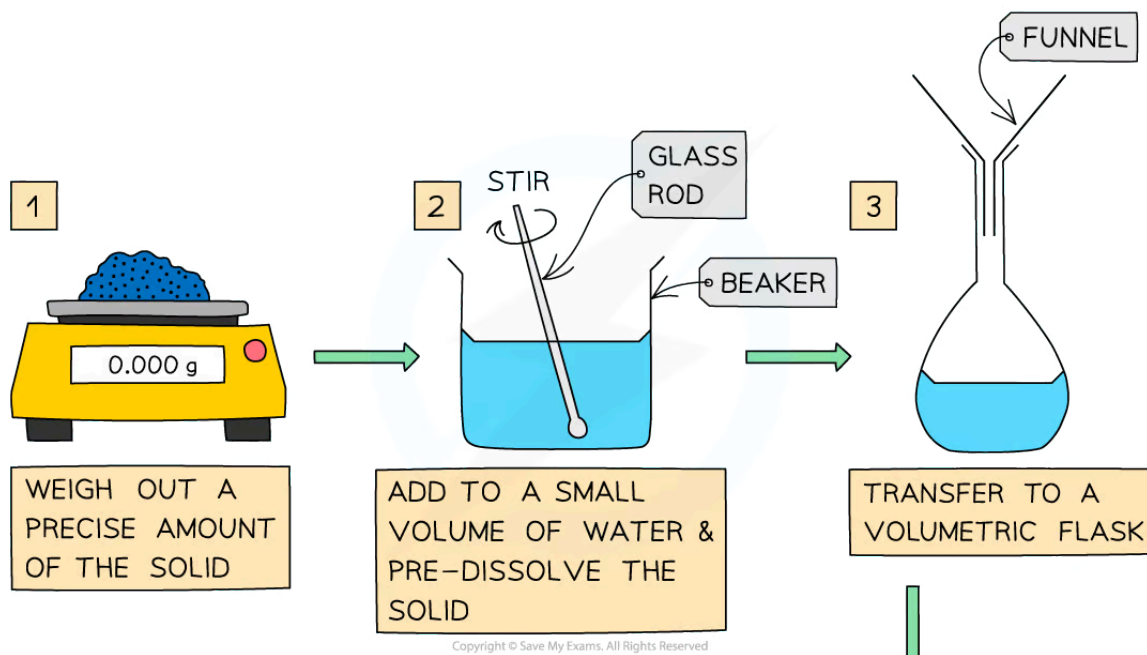 FUNNEL
GLASS
ROD
STIR
1
2
3
BEAKER
0.000 g
WEIGH OUT A
PRECISE AMOUNT
OF THE SOLID
ADD TO A SMALL
VOLUME OF WATER &
PRE-DISSOLVE THE
SOLID
TRANSFER TO A
VOLUMETRIC FLASK
Copyright © Save My Exams. All Rights Reserved